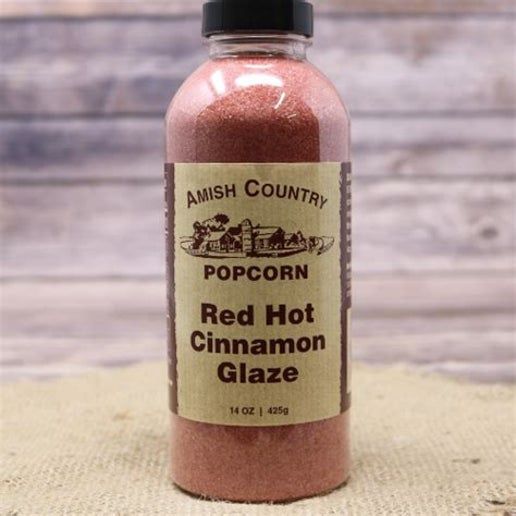 AMISH COUNTRY
POPCORN
Red Hot
Cinnamon
Glaze
14 OZ | 425g